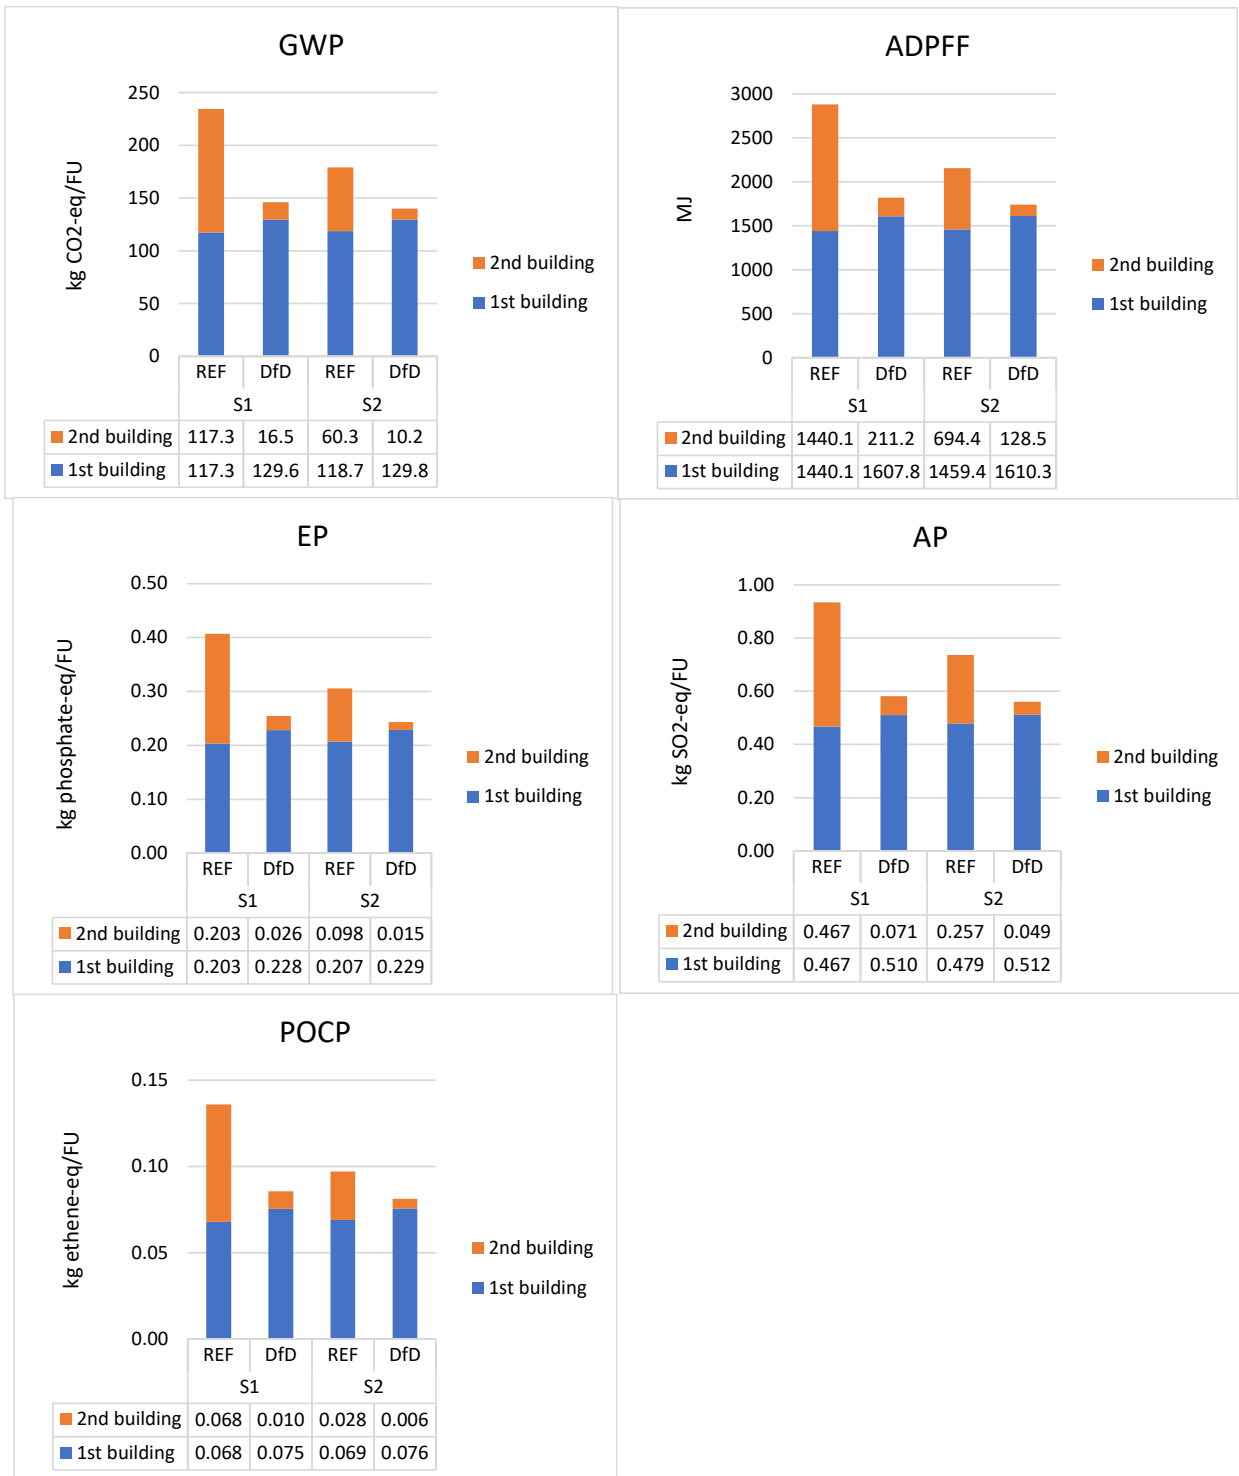 GWP
250
200
150
100
50
0
kg CO2-eq/FU
2nd building
1st building
REF DfD REF DfD
S1 S2
2nd building 117.3 16.5 60.3 10.2
1st building 117.3 129.6 118.7 129.8
ADPFF
3000
2500
2000
1500
1000
500
0
MJ
2nd building
1st building
REF DfD REF DfD
S1 S2
2nd building 1440.1 211.2 694.4 128.5
1st building 1440.1 1607.8 1459.4 1610.3
EP
0.50
0.40
0.30
0.20
0.10
0.00
kg phosphate-eq/FU
2nd building
1st building
REF DfD REF DfD
S1 S2
2nd building 0.203 0.026 0.098 0.015
1st building 0.203 0.228 0.207 0.229
AP
1.00
0.80
0.60
0.40
0.20
0.00
kg SO2-eq/FU
2nd building
1st building
REF DfD REF DfD
S1 S2
2nd building 0.467 0.071 0.257 0.049
1st building 0.467 0.510 0.479 0.512
POCP
0.15
0.10
0.05
0.00
kg ethene-eq/FU
2nd building
1st building
REF DfD REF DfD
S1 S2
2nd building 0.068 0.010 0.028 0.006
1st building 0.068 0.075 0.069 0.076